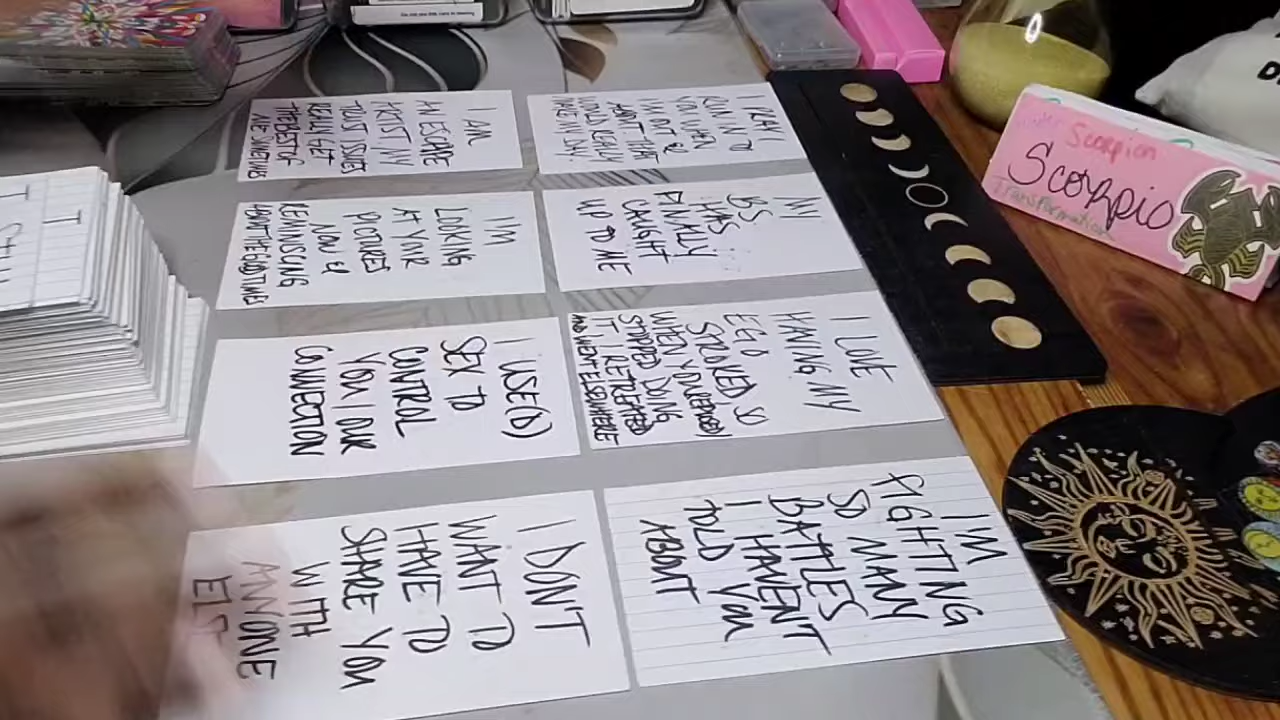 Scorpion
Scorpio
Transformation
I PRAY I
RUN N TO
YOU WHEN
I'M OUT &
ABOUT THAT
WOULD REALLY
MAKE MY DAY
MY
BS
HAS
FINALLY
CAUGHT
UP TO ME
I LOVE
HAVING MY
EGO
STROKED SO
WHEN YOU REFUSED/
STOPPED DOING
IT I RETREATED
AND WENT ELSEWHERE
I'M
FIGHTING
SO MANY
BATTLES
I HAVEN'T
TOLD YOU
ABOUT
I AM
AN ESCAPE
ARTIST MY
TRUST ISSUES
REALLY GET
THE BEST OF
ME SOMETIMES
I'M
LOOKING
AT YOUR
PICTURES
NOW &
REMINISCING
ABOUT THE GOOD TIMES
I USE(D)
SEX TO
CONTROL
YOU / OUR
CONNECTION
I DON'T
WANT TO
HAVE TO
SHARE YOU
WITH
ANYONE
ELSE